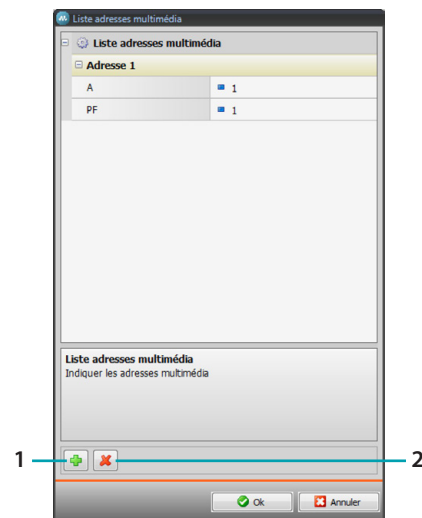 Liste adresses multimédia
Liste adresses multimédia
Adresse 1
A 1
PF 1
Liste adresses multimédia
Indiquer les adresses multimédia
1 2
Ok Annuler